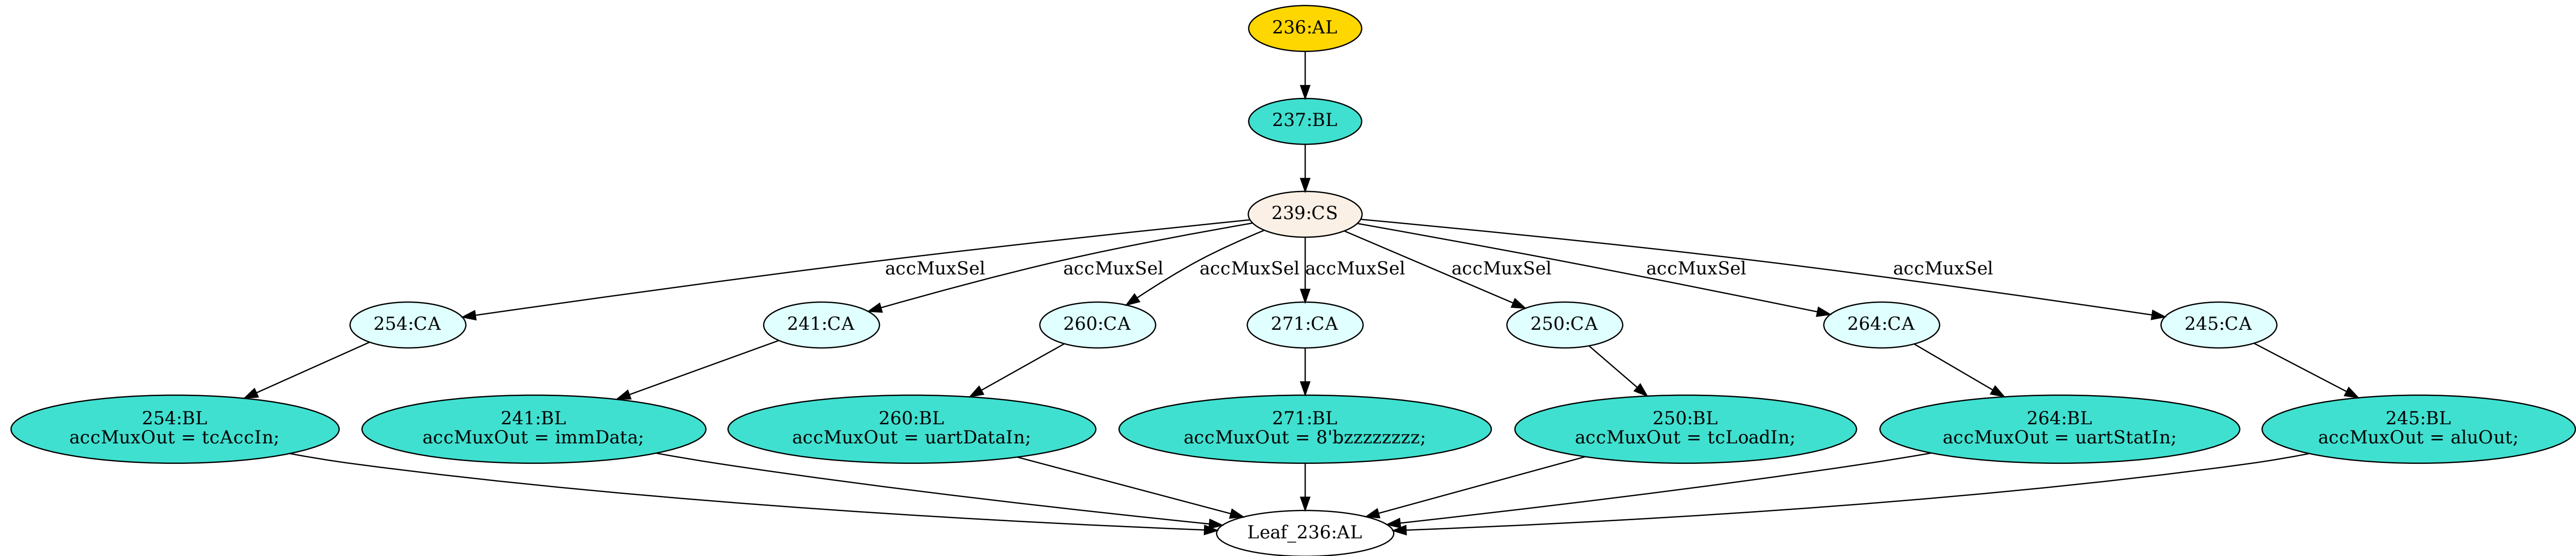 236:AL
237:BL
239:CS
accMuxSel
accMuxSel
accMuxSel
accMuxSel
accMuxSel
accMuxSel
accMuxSel
254:CA
241:CA
260:CA
271:CA
250:CA
264:CA
245:CA
254:BL
accMuxOut = tcAccIn;
241:BL
accMuxOut = immData;
260:BL
accMuxOut = uartDataIn;
271:BL
accMuxOut = 8'bzzzzzzzz;
250:BL
accMuxOut = tcLoadIn;
264:BL
accMuxOut = uartStatIn;
245:BL
accMuxOut = aluOut;
Leaf_236:AL